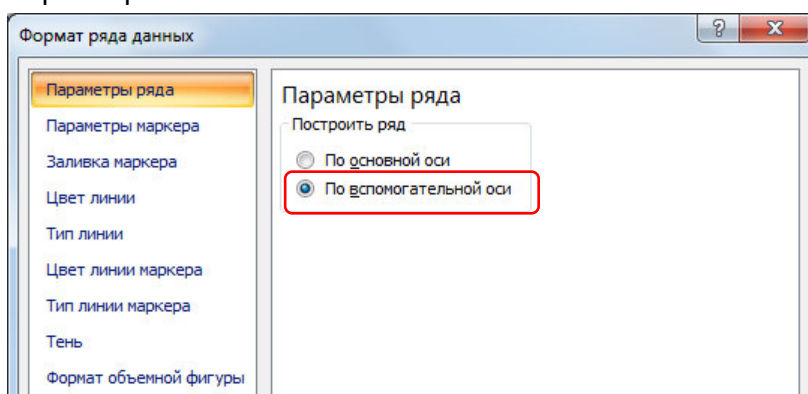 Формат ряда данных
Параметры ряда
Параметры маркера
Заливка маркера
Цвет линии
Тип линии
Цвет линии маркера
Тип линии маркера
Тень
Формат объемной фигуры
Параметры ряда
Построить ряд
По основной оси
По вспомогательной оси